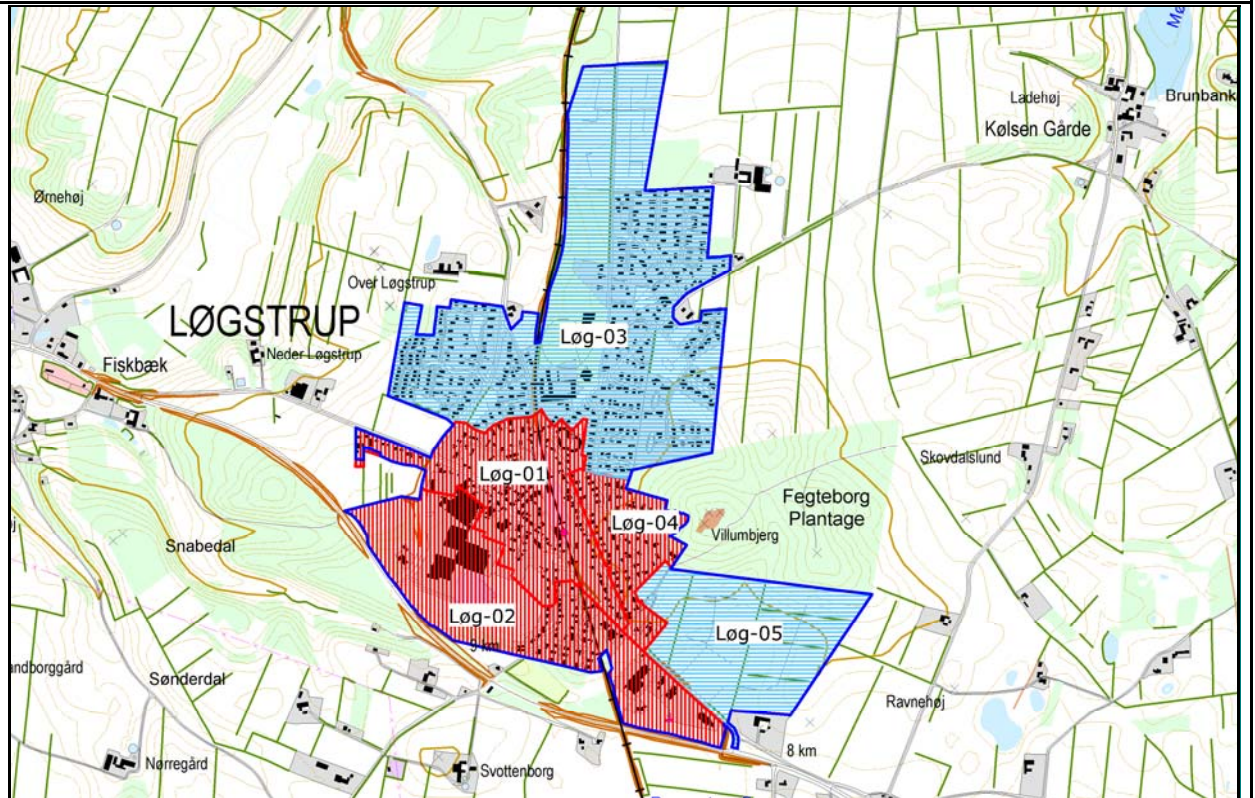 Ladehøj
Brunbank
Kølsen Gårde
Ørnehøj
Over Løgstrup
LØGSTRUP
Løg-03
Neder Løgstrup
Fiskbæk
Skovdalslund
Løg-01
Fegteborg
Plantage
Løg-04
Villumbjerg
Snabedal
Løg-02
Løg-05
9 km
andborggård
Sønderdal
Ravnehøj
8 km
Nørregård
Svottenborg